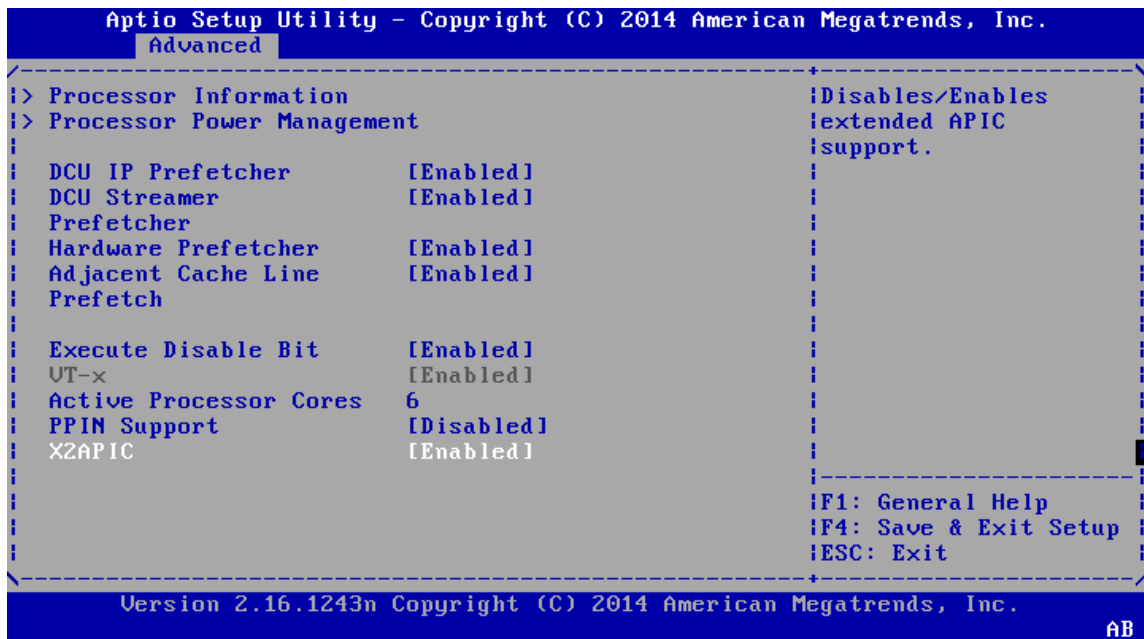 Aptio Setup Utility - Copyright (C) 2014 American Megatrends, Inc.
Advanced
> Processor Information
> Processor Power Management
DCU IP Prefetcher [Enabled]
DCU Streamer [Enabled]
Prefetcher
Hardware Prefetcher [Enabled]
Adjacent Cache Line [Enabled]
Prefetch
Execute Disable Bit [Enabled]
VT-x [Enabled]
Active Processor Cores 6
PPIN Support [Disabled]
X2APIC [Enabled]
Disables/Enables
extended APIC
support.
F1: General Help
F4: Save & Exit Setup
ESC: Exit
Version 2.16.1243n Copyright (C) 2014 American Megatrends, Inc.
AB